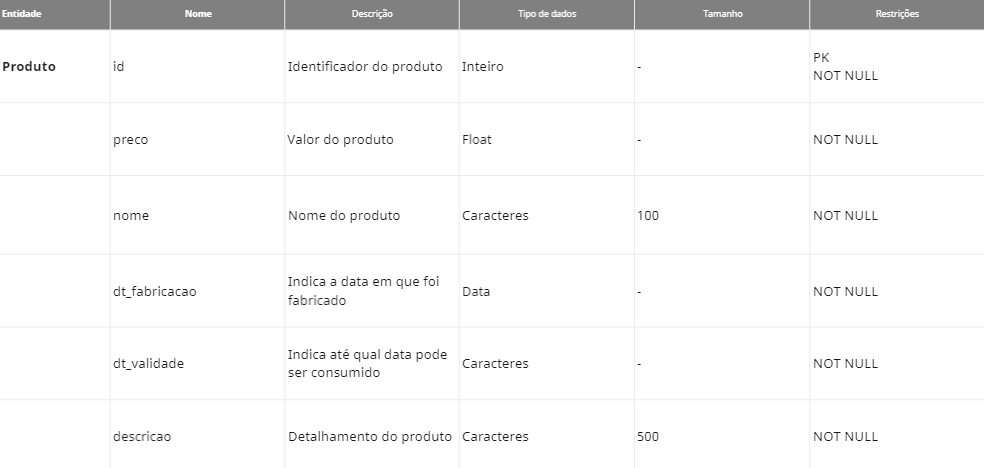 Entidade Nome Descrição Tipo de dados Tamanho Restrições
Produto id Identificador do produto Inteiro - PK
NOT NULL
preco Valor do produto Float - NOT NULL
nome Nome do produto Caracteres 100 NOT NULL
dt_fabricacao Indica a data em que foi
fabricado Data - NOT NULL
dt_validade Indica até qual data pode
ser consumido Caracteres - NOT NULL
descricao Detalhamento do produto Caracteres 500 NOT NULL